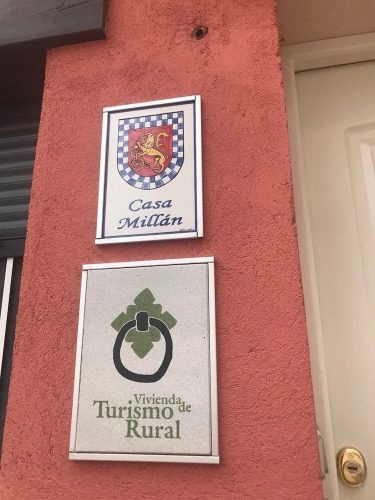 Casa
Millán
Vivienda de
Turismo
Rural